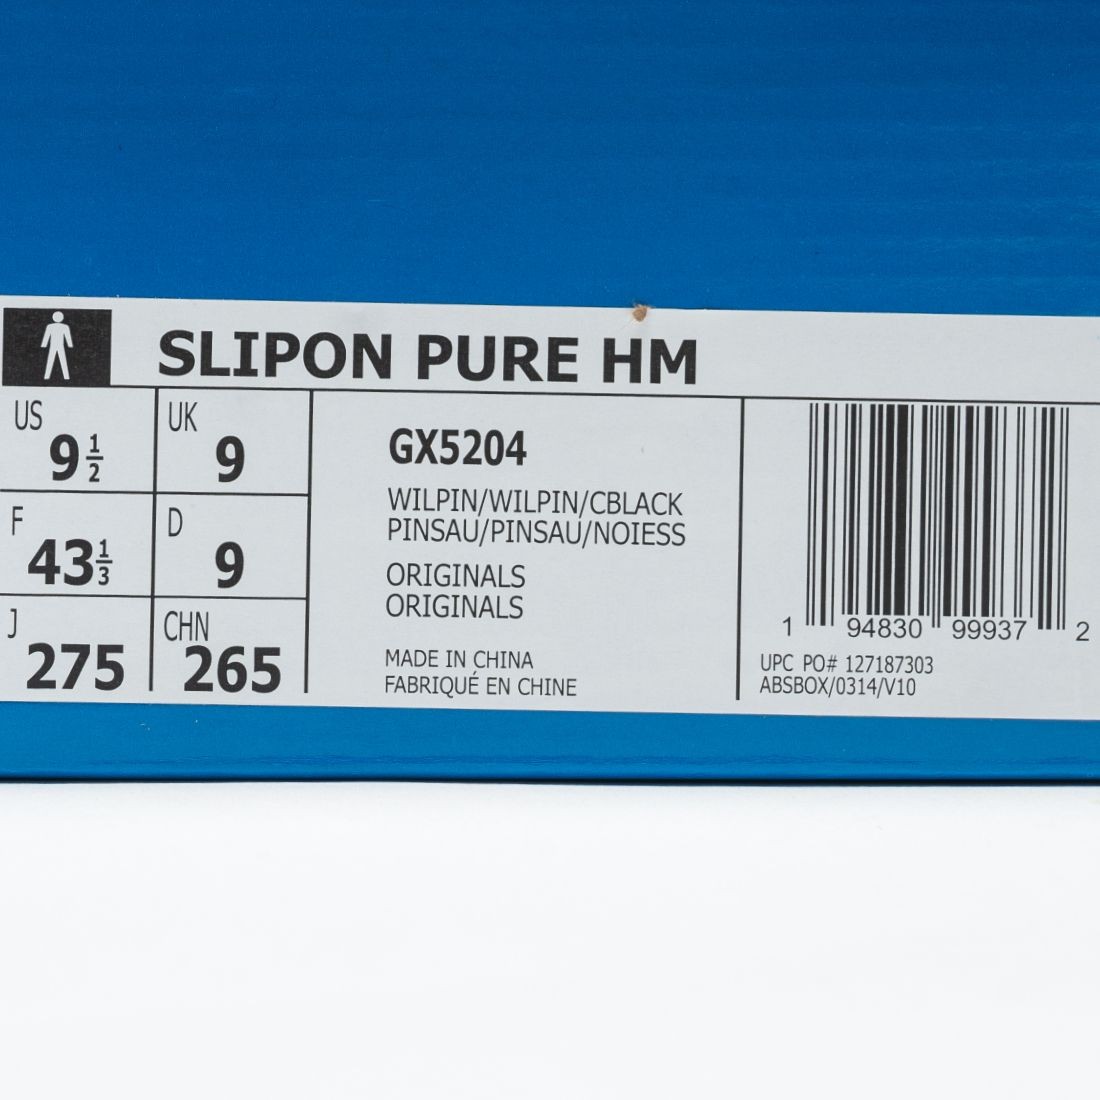 SLIPON PURE HM
US 9 1/2
UK 9
F 43 1/3
D 9
J 275
CHN 265
GX5204
WILPIN/WILPIN/CBLACK
PINSAU/PINSAU/NOIESS
ORIGINALS
ORIGINALS
MADE IN CHINA
FABRIQUÉ EN CHINE
1 94830 99937 2
UPC PO# 127187303
ABSBOX/0314/V10